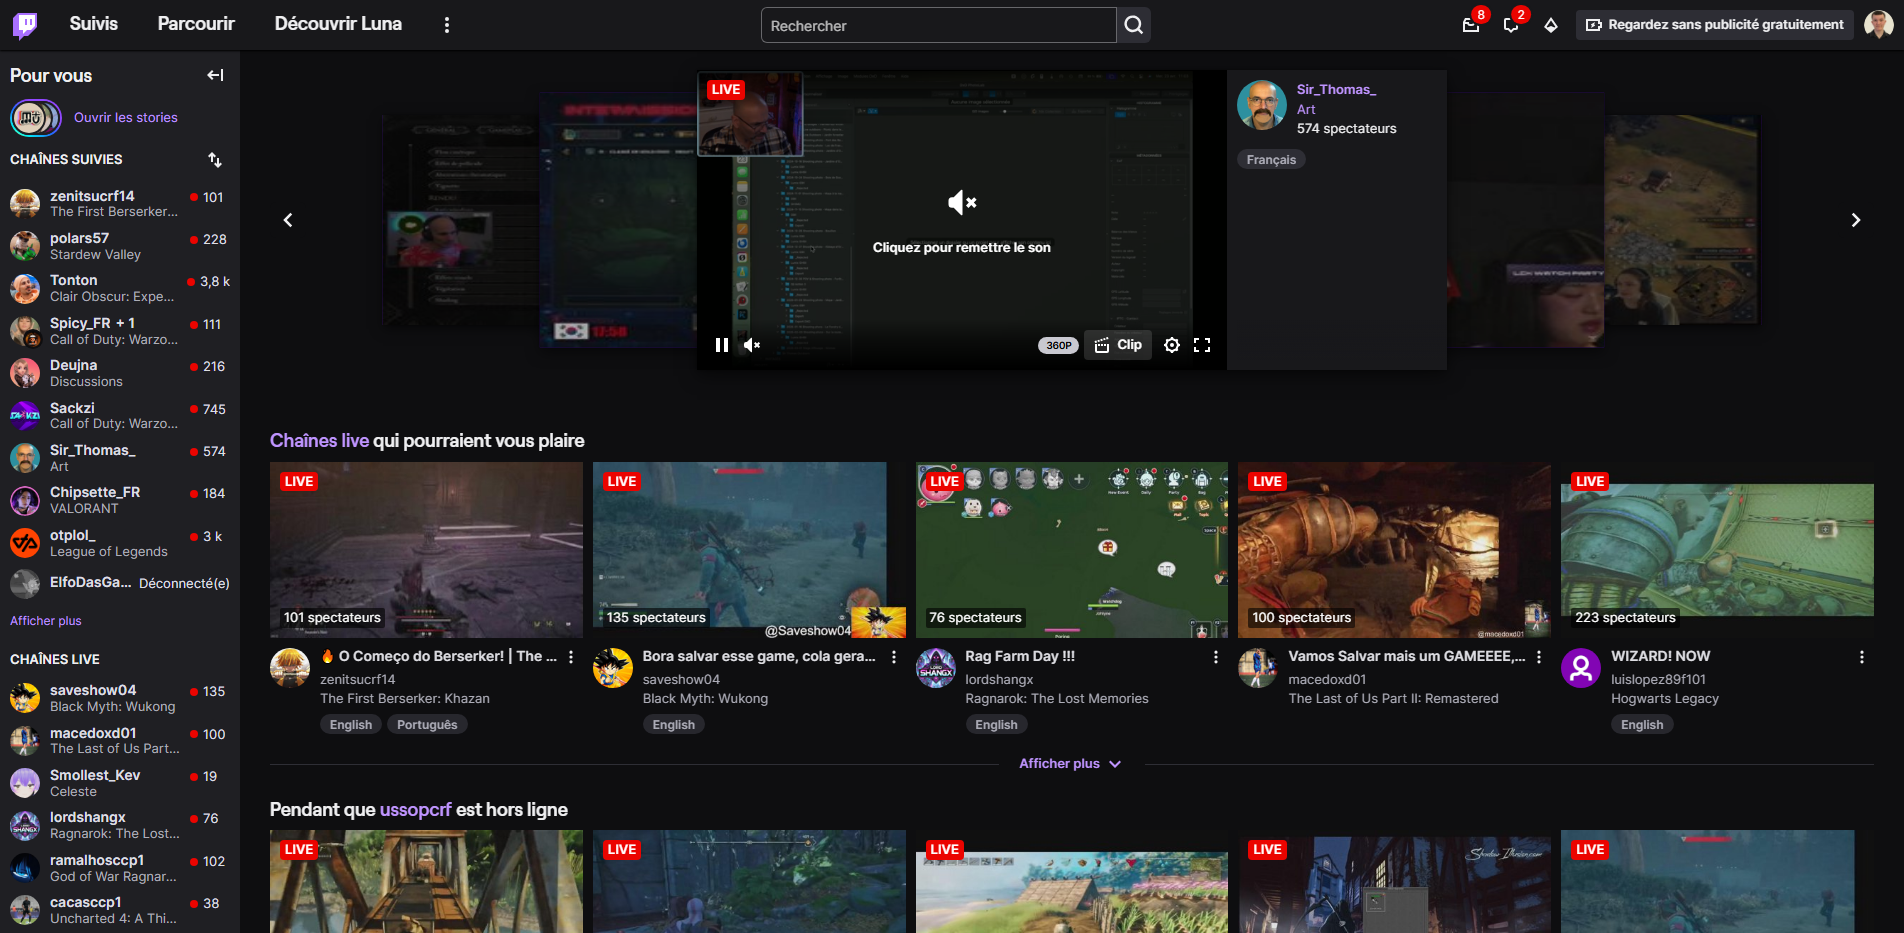 Suivis
Parcourir
Découvrir Luna
Rechercher
8
2
Regardez sans publicité gratuitement
Pour vous
Ouvrir les stories
CHAÎNES SUIVIES
zenitsucrf14
101
The First Berserker...
polars57
228
Stardew Valley
Tonton
3,8 k
Clair Obscur: Expe...
Spicy_FR + 1
111
Call of Duty: Warzo...
Deujna
216
Discussions
Sackzi
745
Call of Duty: Warzo...
Sir_Thomas_
574
Art
Chipsette_FR
184
VALORANT
otplol_
3 k
League of Legends
ElfoDasGa...
Déconnecté(e)
Afficher plus
CHAÎNES LIVE
saveshow04
135
Black Myth: Wukong
macedoxd01
100
The Last of Us Part...
Smollest_Kev
19
Celeste
lordshangx
76
Ragnarok: The Lost...
ramalhosccp1
102
God of War Ragnar...
cacasccp1
38
Uncharted 4: A Thi...
17:58
LIVE
Cliquez pour remettre le son
360P
Clip
Sir_Thomas_
Art
574 spectateurs
Français
LCK WATCH PARTY
Chaînes live qui pourraient vous plaire
LIVE
101 spectateurs
🔥 O Começo do Berserker! | The ...
zenitsucrf14
The First Berserker: Khazan
English
Português
LIVE
135 spectateurs
@Saveshow04
Bora salvar esse game, cola gera...
saveshow04
Black Myth: Wukong
English
LIVE
76 spectateurs
Rag Farm Day !!!
lordshangx
Ragnarok: The Lost Memories
English
LIVE
100 spectateurs
@macedoxd01
Vamos Salvar mais um GAMEEEE,...
macedoxd01
The Last of Us Part II: Remastered
LIVE
223 spectateurs
WIZARD! NOW
luislopez89f101
Hogwarts Legacy
English
Afficher plus
Pendant que ussopcrf est hors ligne
LIVE
LIVE
LIVE
LIVE
LIVE